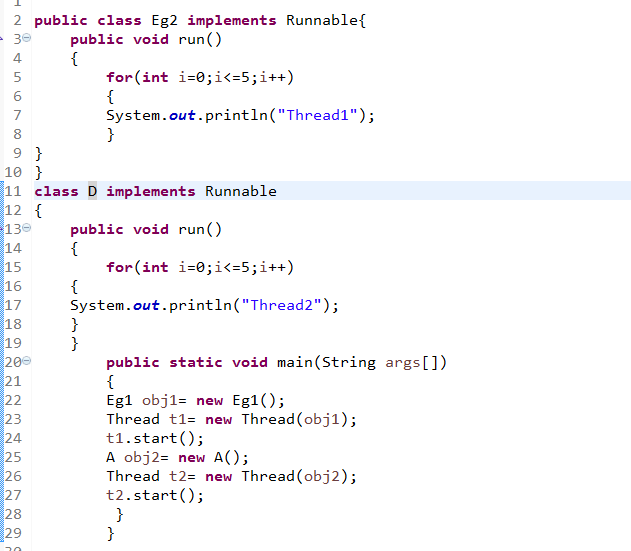 1
2 public class Eg2 implements Runnable{
3 public void run()
4 {
5 for(int i=0;i<=5;i++)
6 {
7 System.out.println("Thread1");
8 }
9 }
10 }
11 class D implements Runnable
12 {
13 public void run()
14 {
15 for(int i=0;i<=5;i++)
16 {
17 System.out.println("Thread2");
18 }
19 }
20 public static void main(String args[])
21 {
22 Eg1 obj1= new Eg1();
23 Thread t1= new Thread(obj1);
24 t1.start();
25 A obj2= new A();
26 Thread t2= new Thread(obj2);
27 t2.start();
28 }
29 }
30